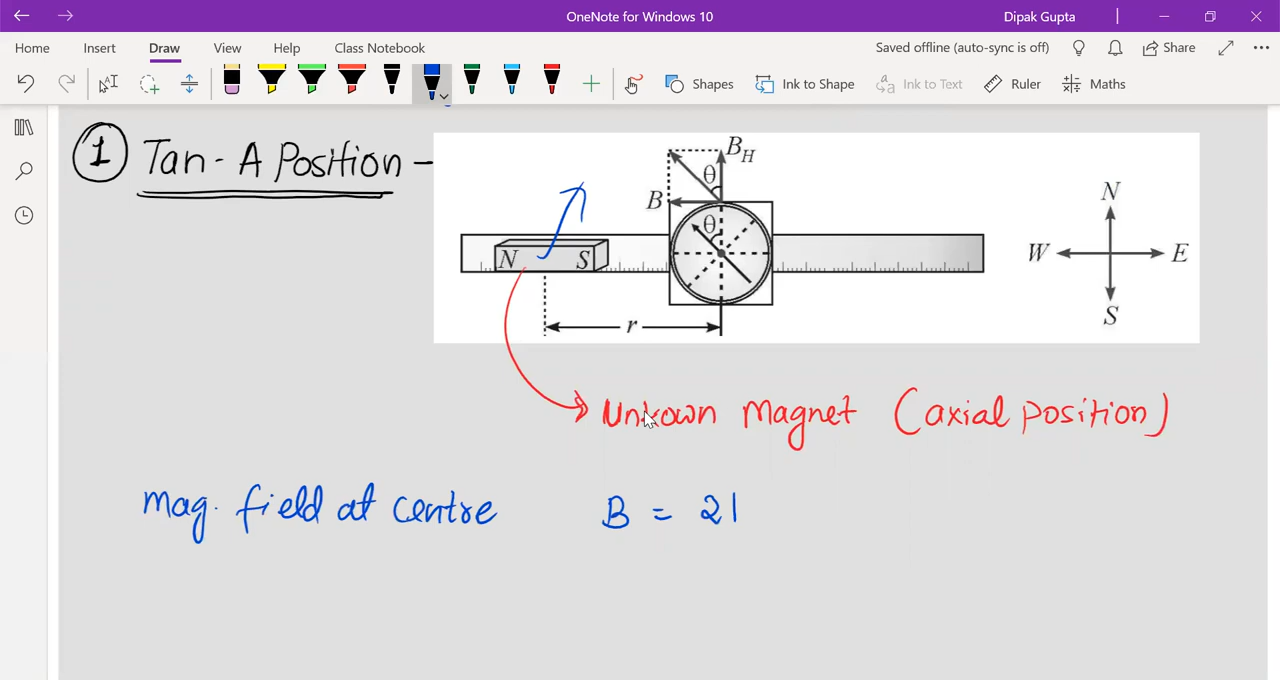 OneNote for Windows 10
Dipak Gupta
Home Insert Draw View Help Class Notebook
Saved offline (auto-sync is off) Share
Shapes Ink to Shape Ink to Text Ruler Maths
1 Tan-A Position -
B_H
θ
B
θ
N S
r
N
W E
S
Unkown Magnet (axial position)
Mag. field at centre B = 2|